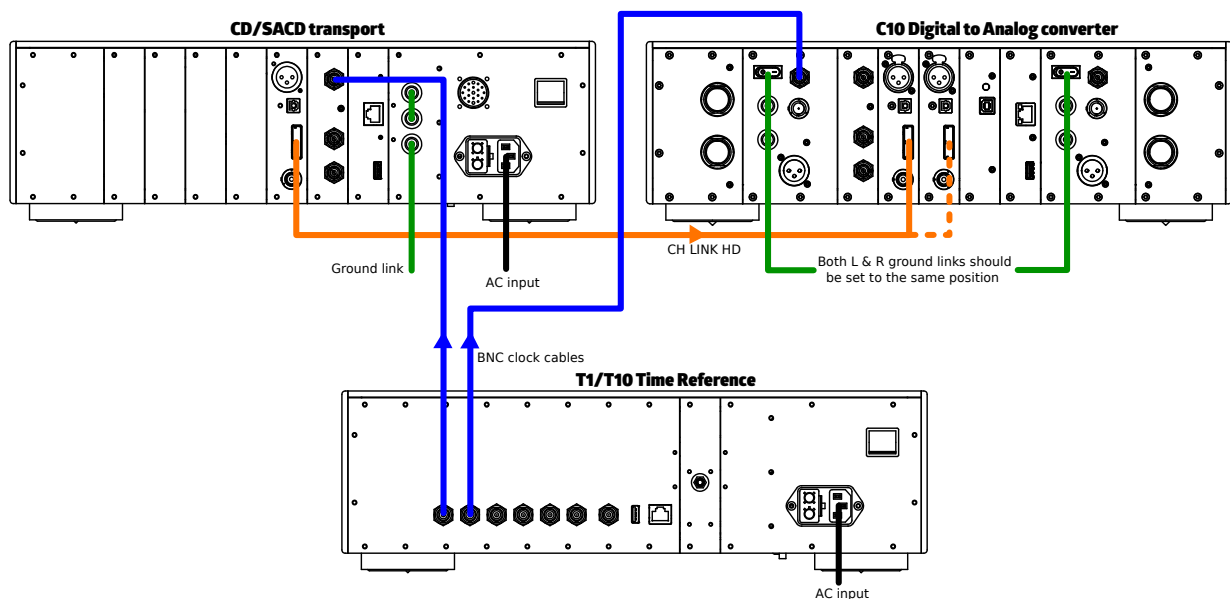 CD/SACD transport
C10 Digital to Analog converter
CH LINK HD
Ground link
AC input
Both L & R ground links should
be set to the same position
BNC clock cables
T1/T10 Time Reference
AC input